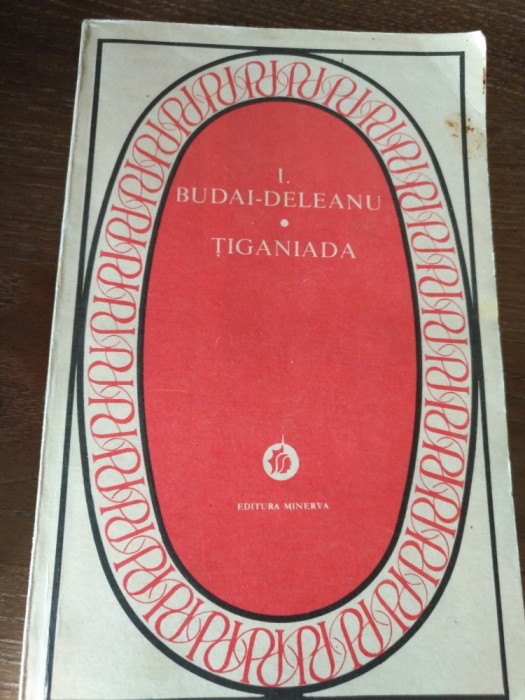 I.
BUDAI-DELEANU
•
ȚIGANIADA
EDITURA MINERVA